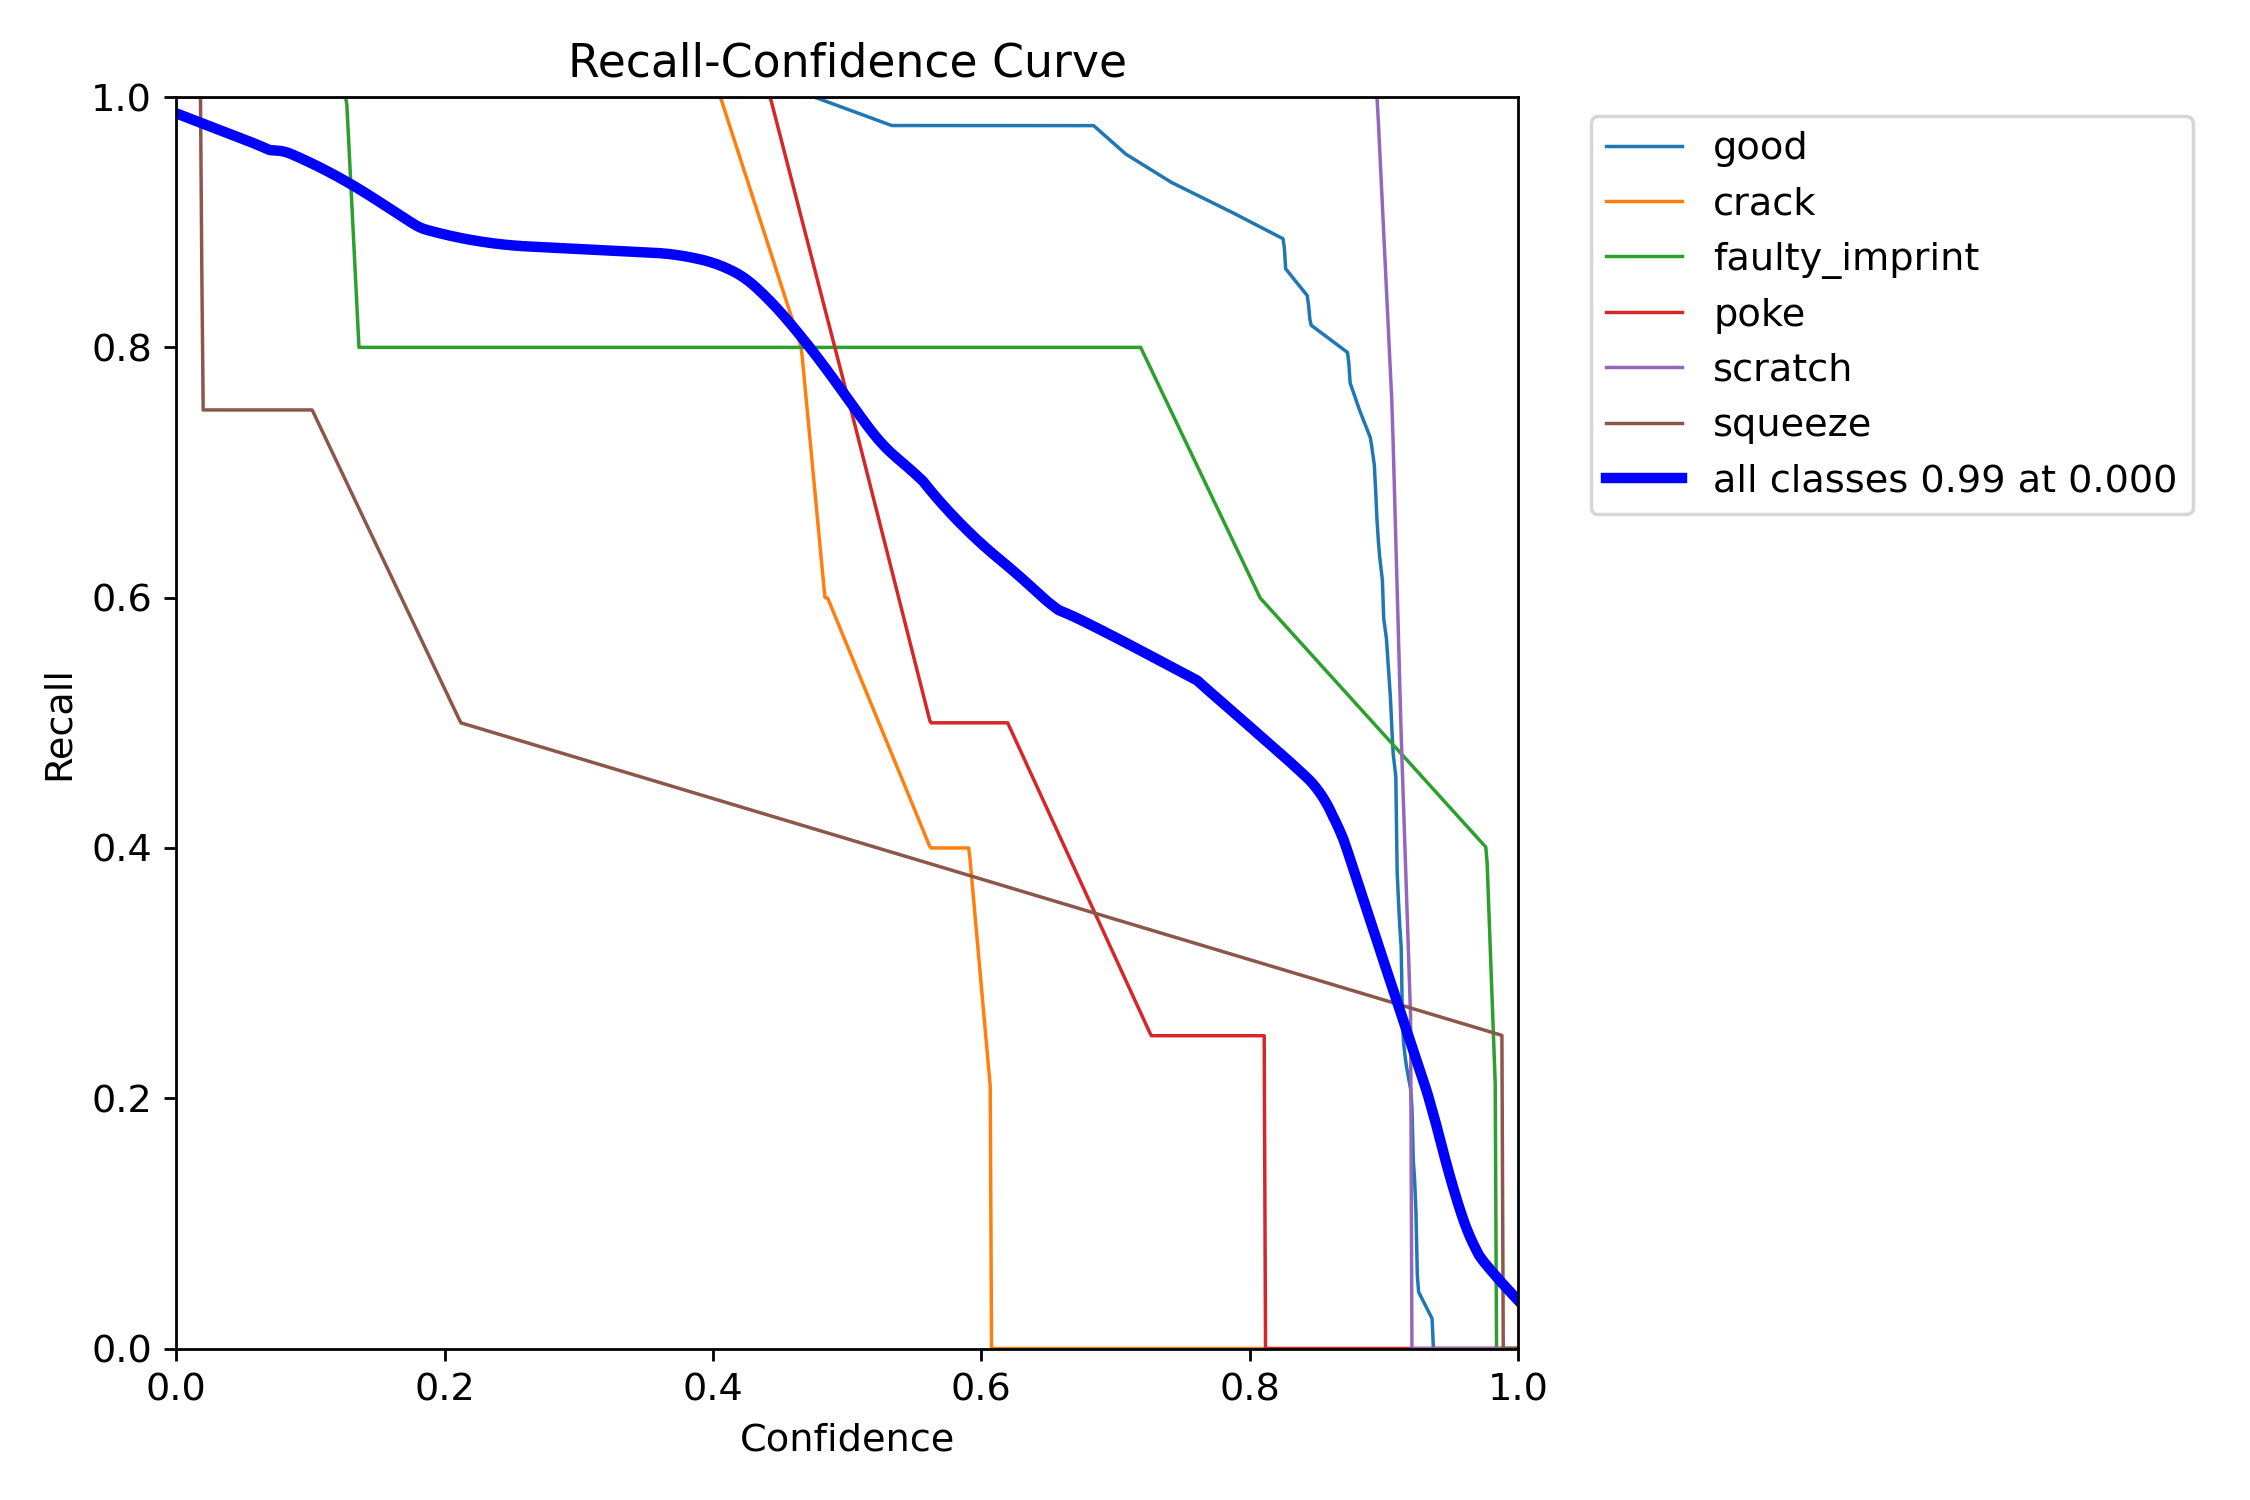 Recall-Confidence Curve
1.0
0.8
0.6
0.4
0.2
0.0
Recall
0.0 0.2 0.4 0.6 0.8 1.0
Confidence
good
crack
faulty_imprint
poke
scratch
squeeze
all classes 0.99 at 0.000